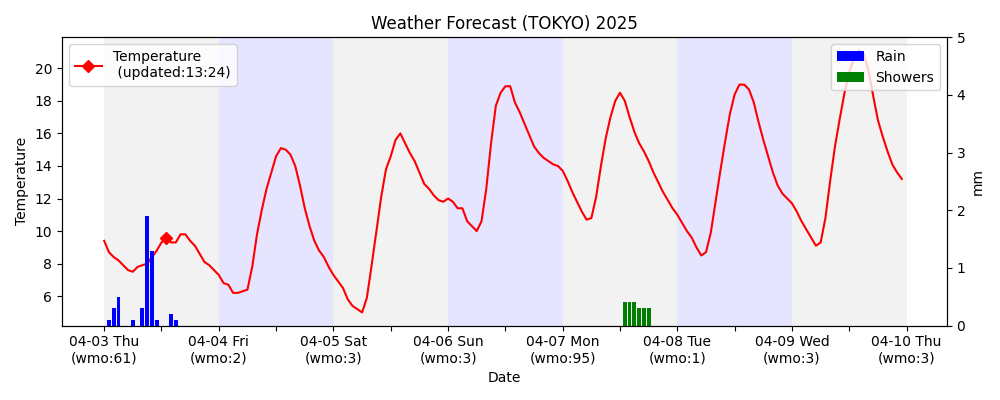 Weather Forecast (TOKYO) 2025
Temperature
(updated:13:24)
Rain
Showers
Temperature
20
18
16
14
12
10
8
6
5
4
3
2
1
0
mm
04-03 Thu
(wmo:61)
04-04 Fri
(wmo:2)
04-05 Sat
(wmo:3)
04-06 Sun
(wmo:3)
04-07 Mon
(wmo:95)
04-08 Tue
(wmo:1)
04-09 Wed
(wmo:3)
04-10 Thu
(wmo:3)
Date